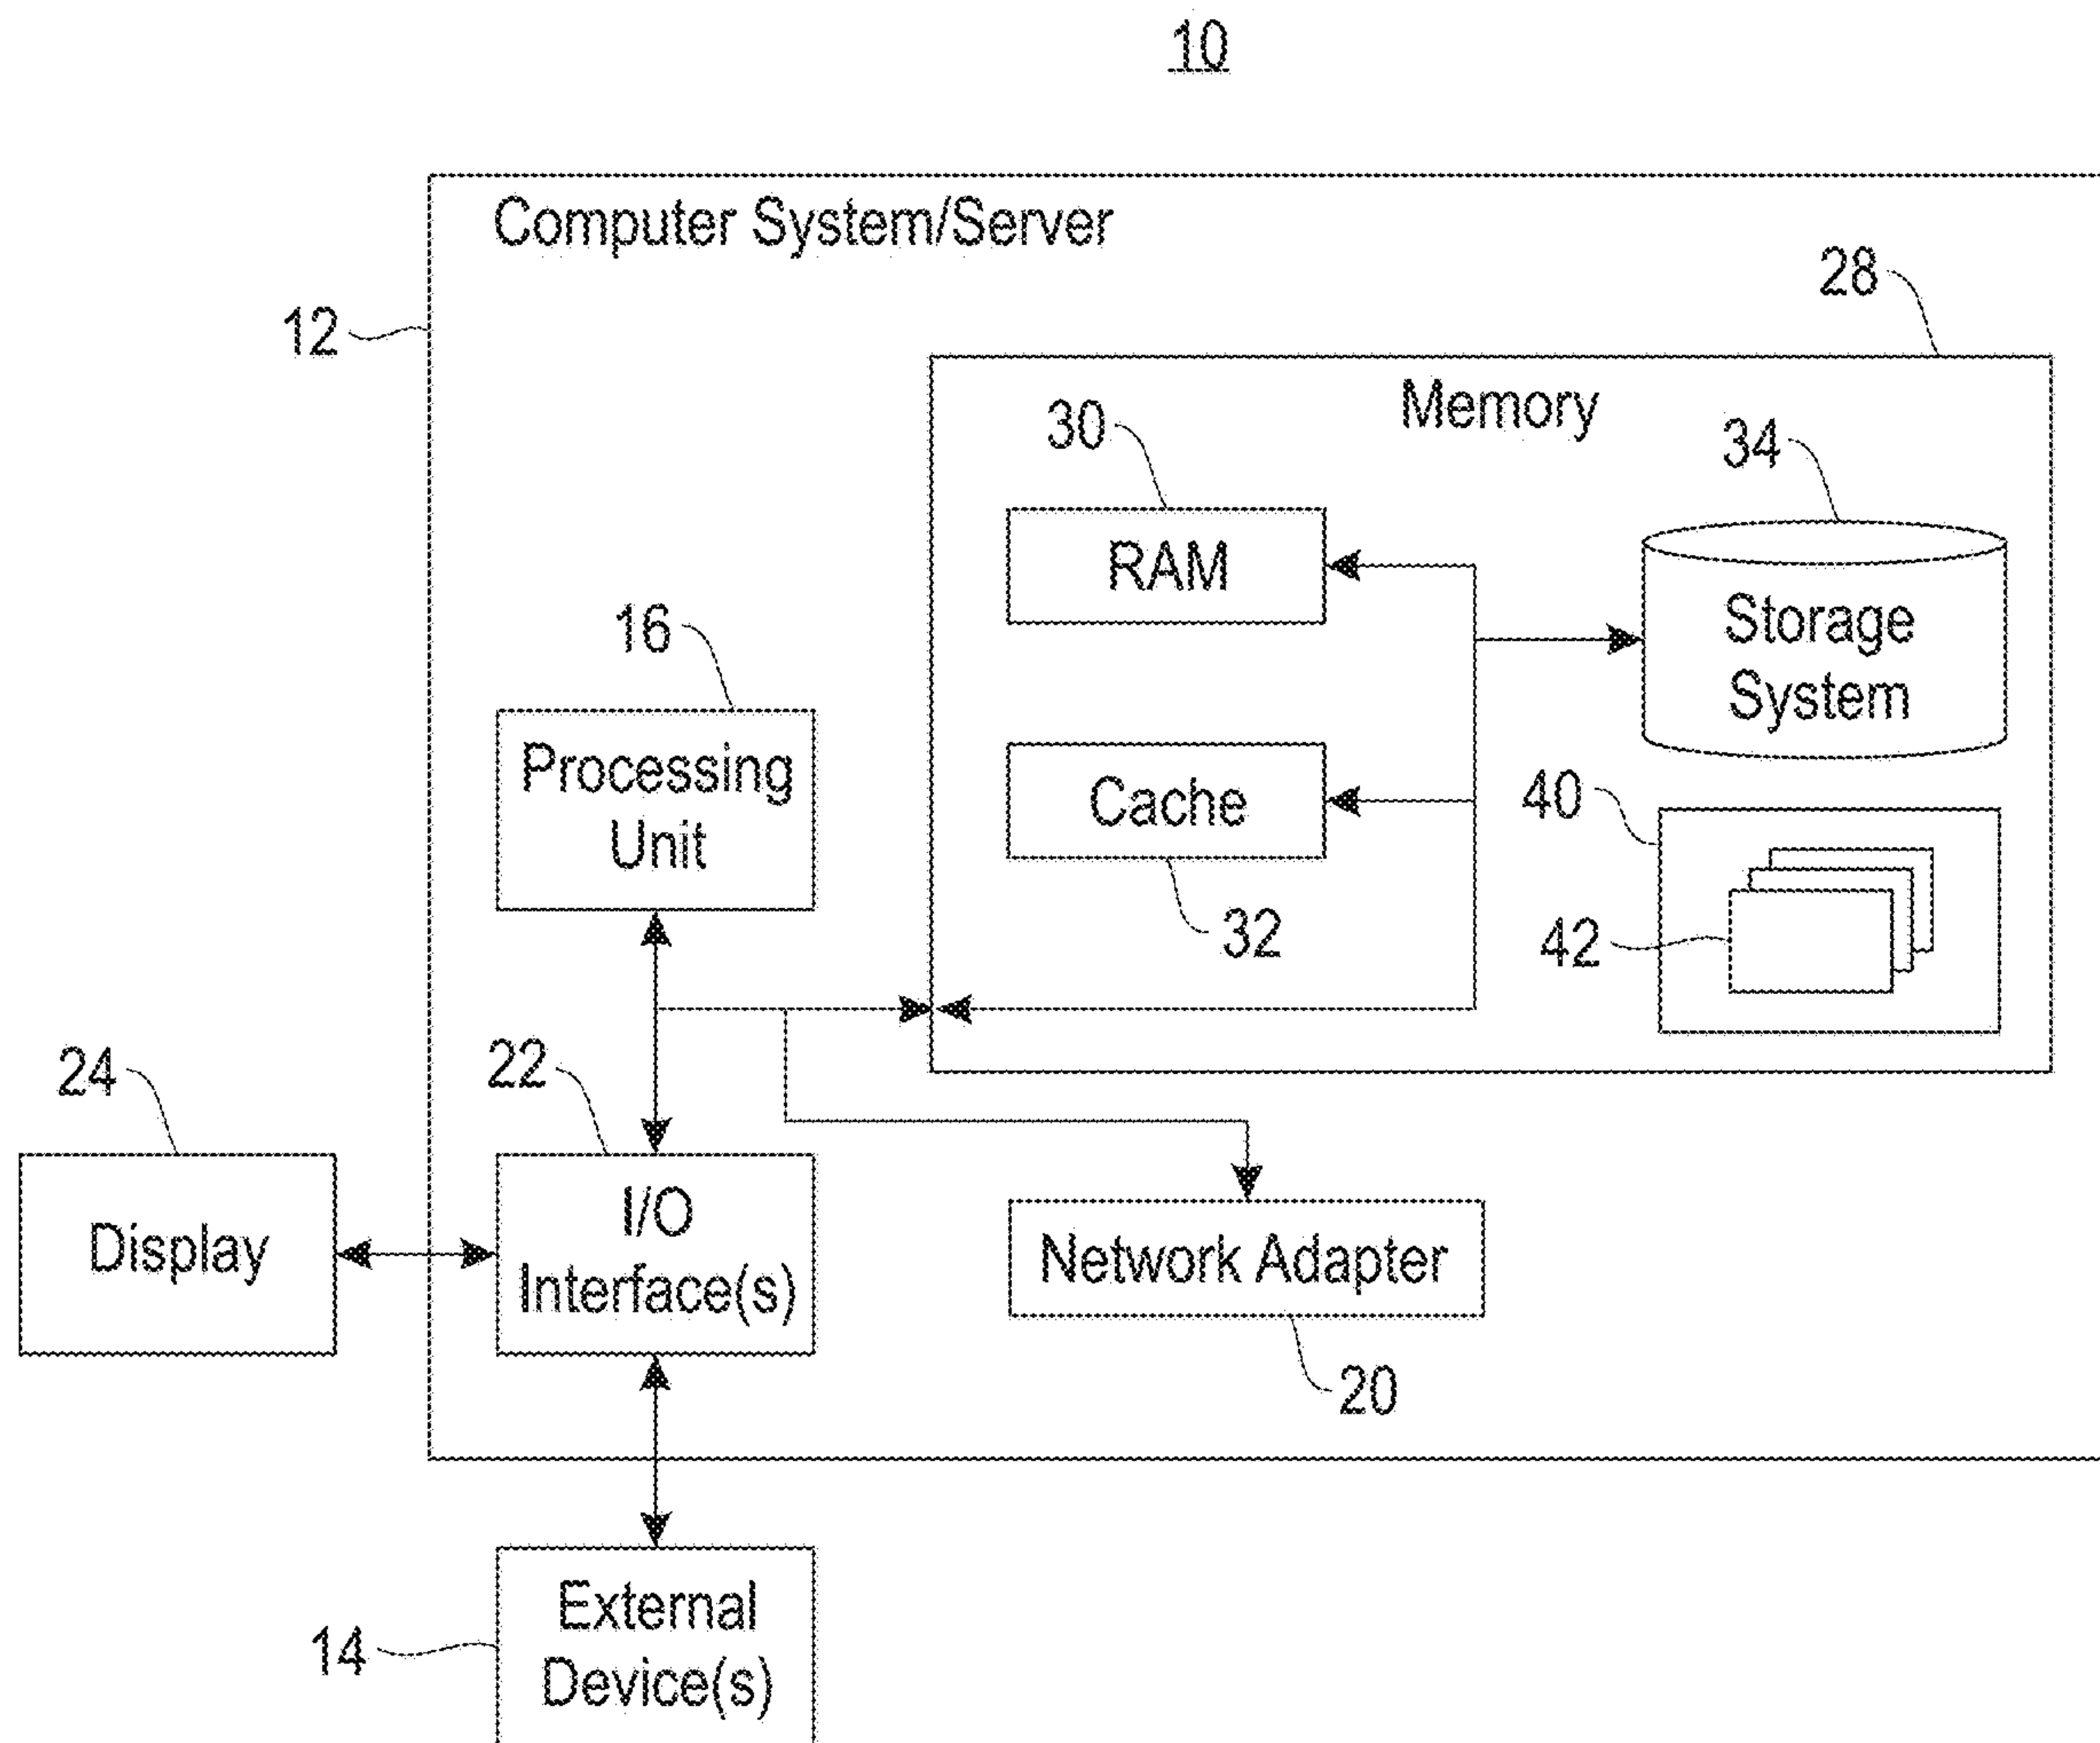 10
Computer System/Server
12
28
Memory
30
34
RAM
Storage
System
16
Processing
Unit
Cache
40
32
42
22
24
I/O
Interface(s)
Display
Network Adapter
20
External
Device(s)
14